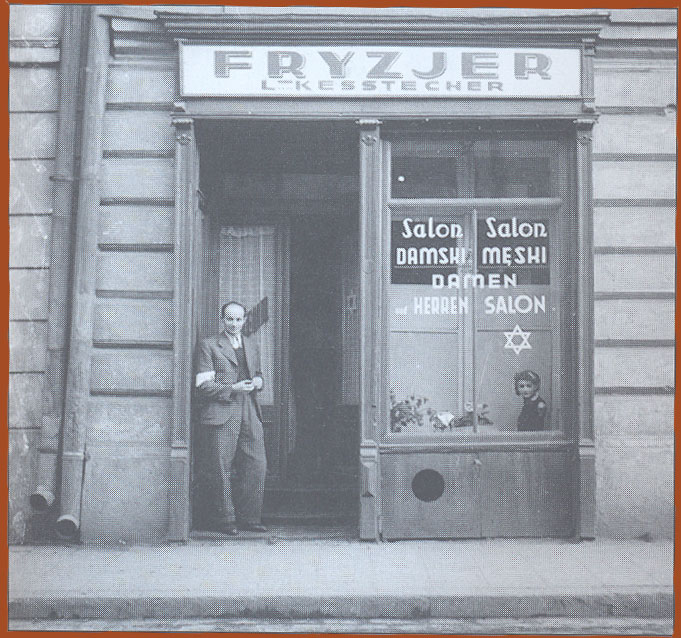 FRYZJER
L-KESSTECHER
Salon Salon
DAMSKI MĘSKI
DAMEN
und HERREN SALON